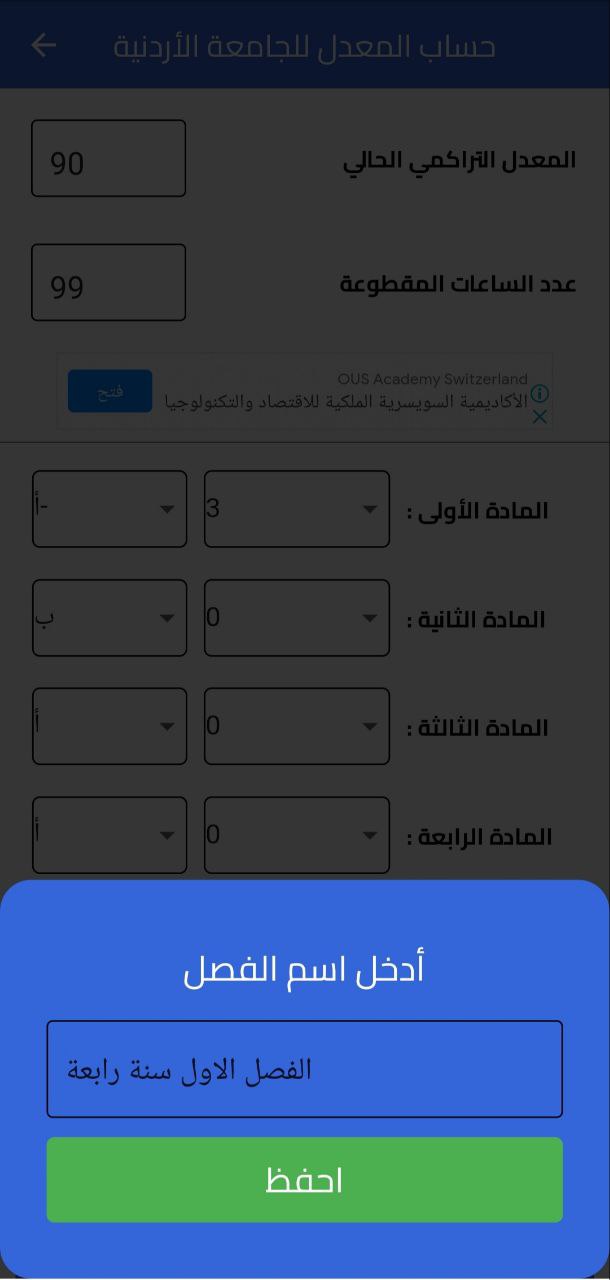 حساب المعدل للجامعة الأردنية
المعدل التراكمي الحالي
90
عدد الساعات المقطوعة
99
OUS Academy Switzerland
الأكاديمية السويسرية الملكية للاقتصاد والتكنولوجيا
فتح
المادة الأولى : 3 أ-
المادة الثانية : 0 ب
المادة الثالثة : 0 أ
المادة الرابعة : 0 أ
أدخل اسم الفصل
الفصل الاول سنة رابعة
احفظ